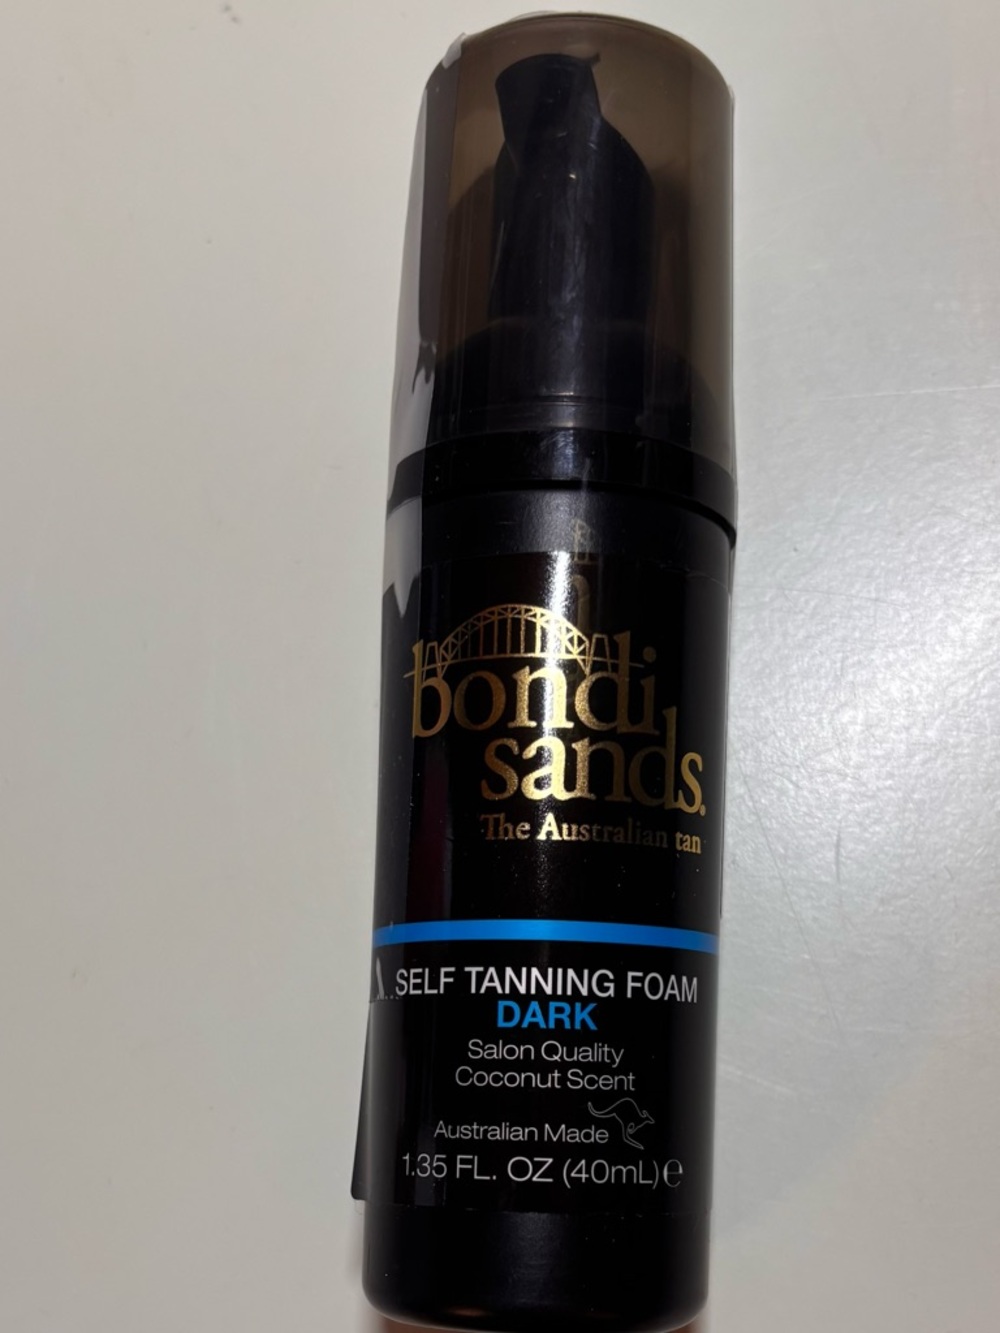 bondi
sands.
The Australian tan
SELF TANNING FOAM
DARK
Salon Quality
Coconut Scent
Australian Made
1.35 FL. OZ (40mL) ℮